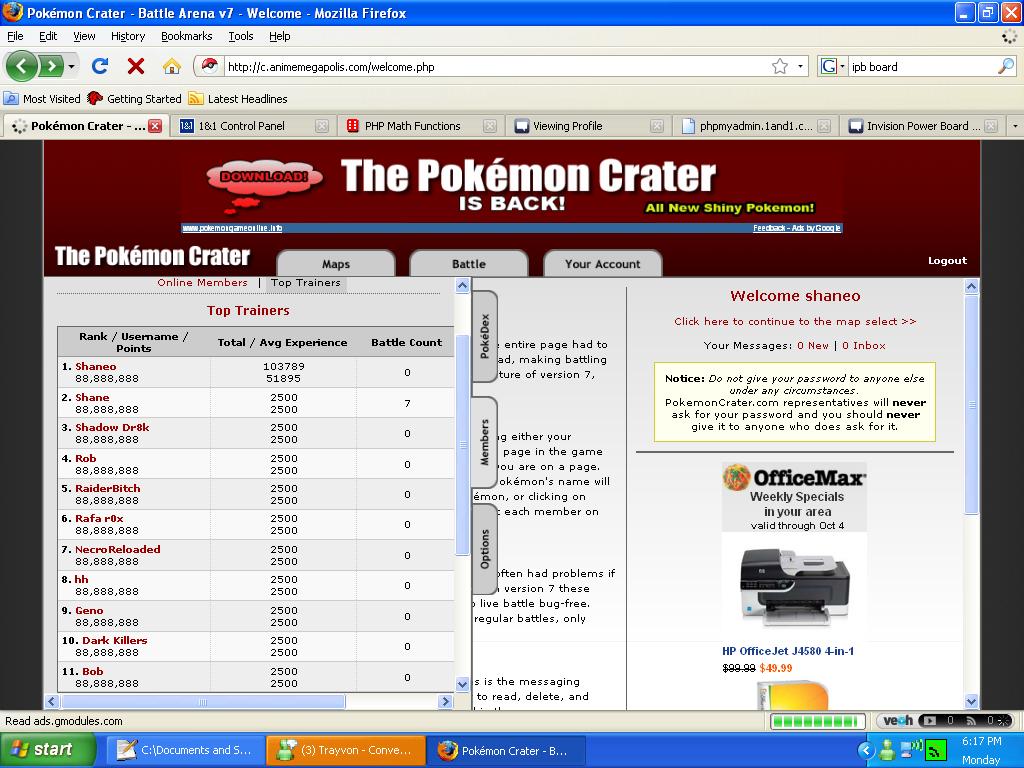 Pokémon Crater - Battle Arena v7 - Welcome - Mozilla Firefox
File Edit View History Bookmarks Tools Help
http://c.animemegapolis.com/welcome.php
G ipb board
Most Visited Getting Started Latest Headlines
Pokémon Crater - ... 1&1 Control Panel PHP Math Functions Viewing Profile phpmyadmin.1and1.c... Invision Power Board ...
DOWNLOAD!
The Pokémon Crater
IS BACK!
All New Shiny Pokemon!
www.pokemongameonline.info Feedback - Ads by Google
The Pokémon Crater
Maps Battle Your Account
Logout
Online Members | Top Trainers
Top Trainers
Rank / Username / Points Total / Avg Experience Battle Count
1. Shaneo 103789 0
88,888,888 51895
2. Shane 2500 7
88,888,888 2500
3. Shadow Dr8k 2500 0
88,888,888 2500
4. Rob 2500 0
88,888,888 2500
5. RaiderBitch 2500 0
88,888,888 2500
6. Rafa r0x 2500 0
88,888,888 2500
7. NecroReloaded 2500 0
88,888,888 2500
8. hh 2500 0
88,888,888 2500
9. Geno 2500 0
88,888,888 2500
10. Dark Killers 2500 0
88,888,888 2500
11. Bob 2500 0
88,888,888 2500
PokéDex
Members
Options
entire page had to
ad, making battling
ture of version 7,
ng either your
page in the game
you are on a page.
okémon's name will
émon, or clicking on
each member on
often had problems if
version 7 these
live battle bug-free.
regular battles, only
s is the messaging
to read, delete, and
Welcome shaneo
Click here to continue to the map select >>
Your Messages: 0 New | 0 Inbox
Notice: Do not give your password to anyone else
under any circumstances.
PokemonCrater.com representatives will never
ask for your password and you should never
give it to anyone who does ask for it.
OfficeMax
Weekly Specials
in your area
valid through Oct 4
HP OfficeJet J4580 4-in-1
$99.99 $49.99
Read ads.gmodules.com
veoh 0 0
start C:\Documents and S... (3) Trayvon - Conve... Pokémon Crater - B...
6:17 PM
Monday